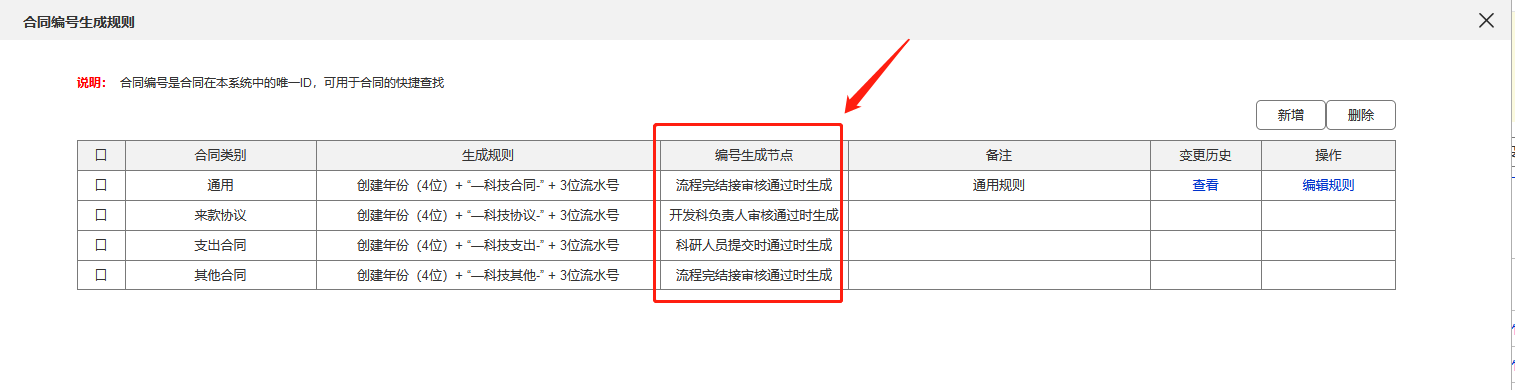 合同编号生成规则
说明： 合同编号是合同在本系统中的唯一ID，可用于合同的快捷查找
新增 删除
口 合同类别 生成规则 编号生成节点 备注 变更历史 操作
口 通用 创建年份（4位）+ “—科技合同-” + 3位流水号 流程完结接审核通过时生成 通用规则 查看 编辑规则
口 来款协议 创建年份（4位）+ “—科技协议-” + 3位流水号 开发科负责人审核通过时生成
口 支出合同 创建年份（4位）+ “—科技支出-” + 3位流水号 科研人员提交时通过时生成
口 其他合同 创建年份（4位）+ “—科技其他-” + 3位流水号 流程完结接审核通过时生成